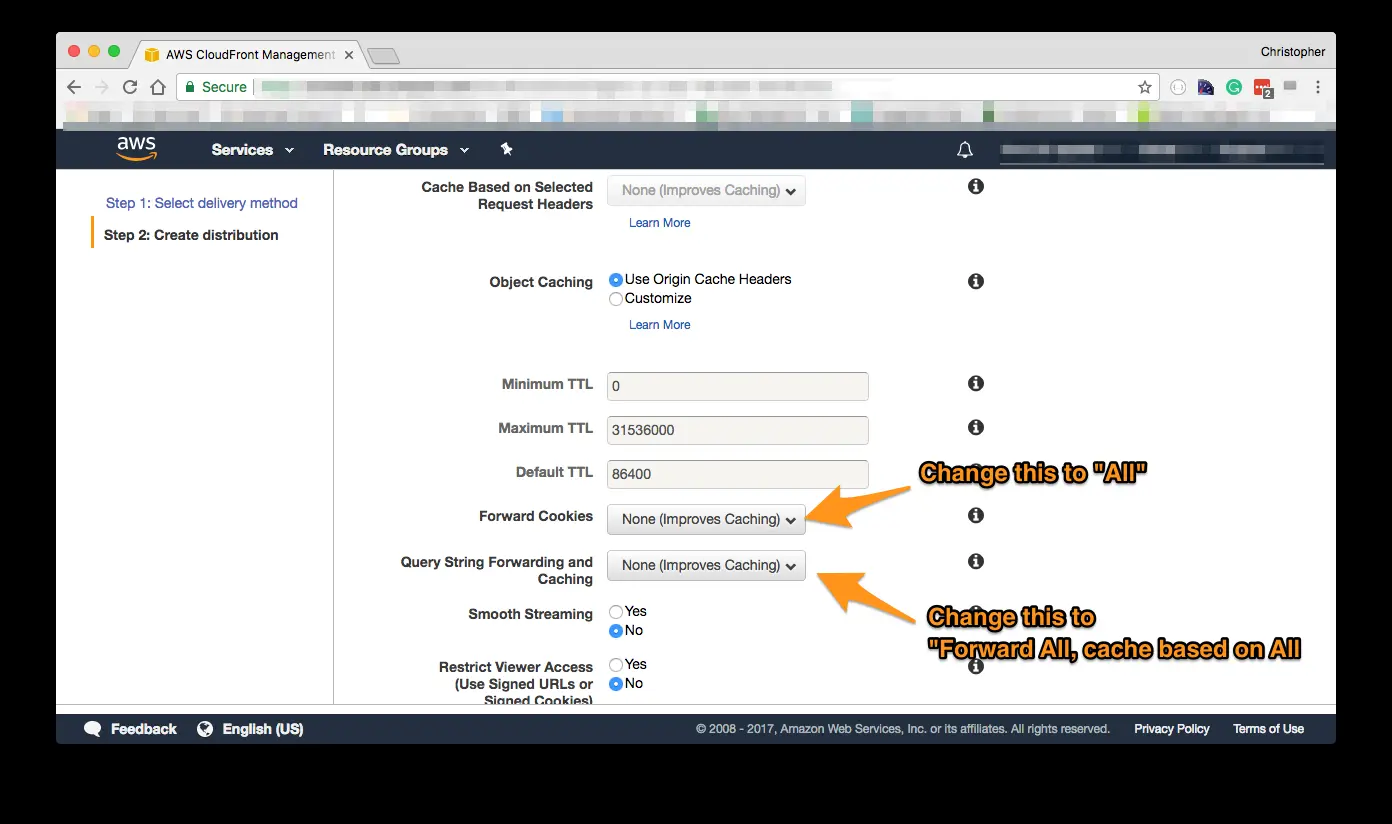 AWS CloudFront Management
Christopher
Secure
2
aws
Services
Resource Groups
Step 1: Select delivery method
Step 2: Create distribution
Cache Based on Selected
Request Headers
None (Improves Caching)
Learn More
Object Caching
Use Origin Cache Headers
Customize
Learn More
Minimum TTL
0
Maximum TTL
31536000
Default TTL
86400
Change this to "All"
Forward Cookies
None (Improves Caching)
Query String Forwarding and
Caching
None (Improves Caching)
Smooth Streaming
Yes
No
Change this to
"Forward All, cache based on All
Restrict Viewer Access
(Use Signed URLs or
Signed Cookies)
Yes
No
Feedback
English (US)
© 2008 - 2017, Amazon Web Services, Inc. or its affiliates. All rights reserved.
Privacy Policy
Terms of Use